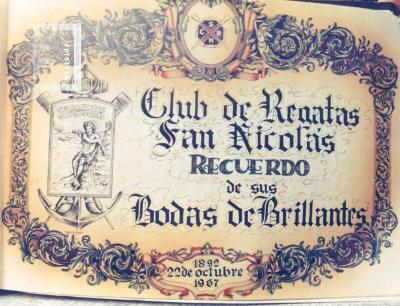 Club de Regatas
San Nicolás
RECUERDO
de sus
Bodas de Brillantes
1892
22 de octubre
1967